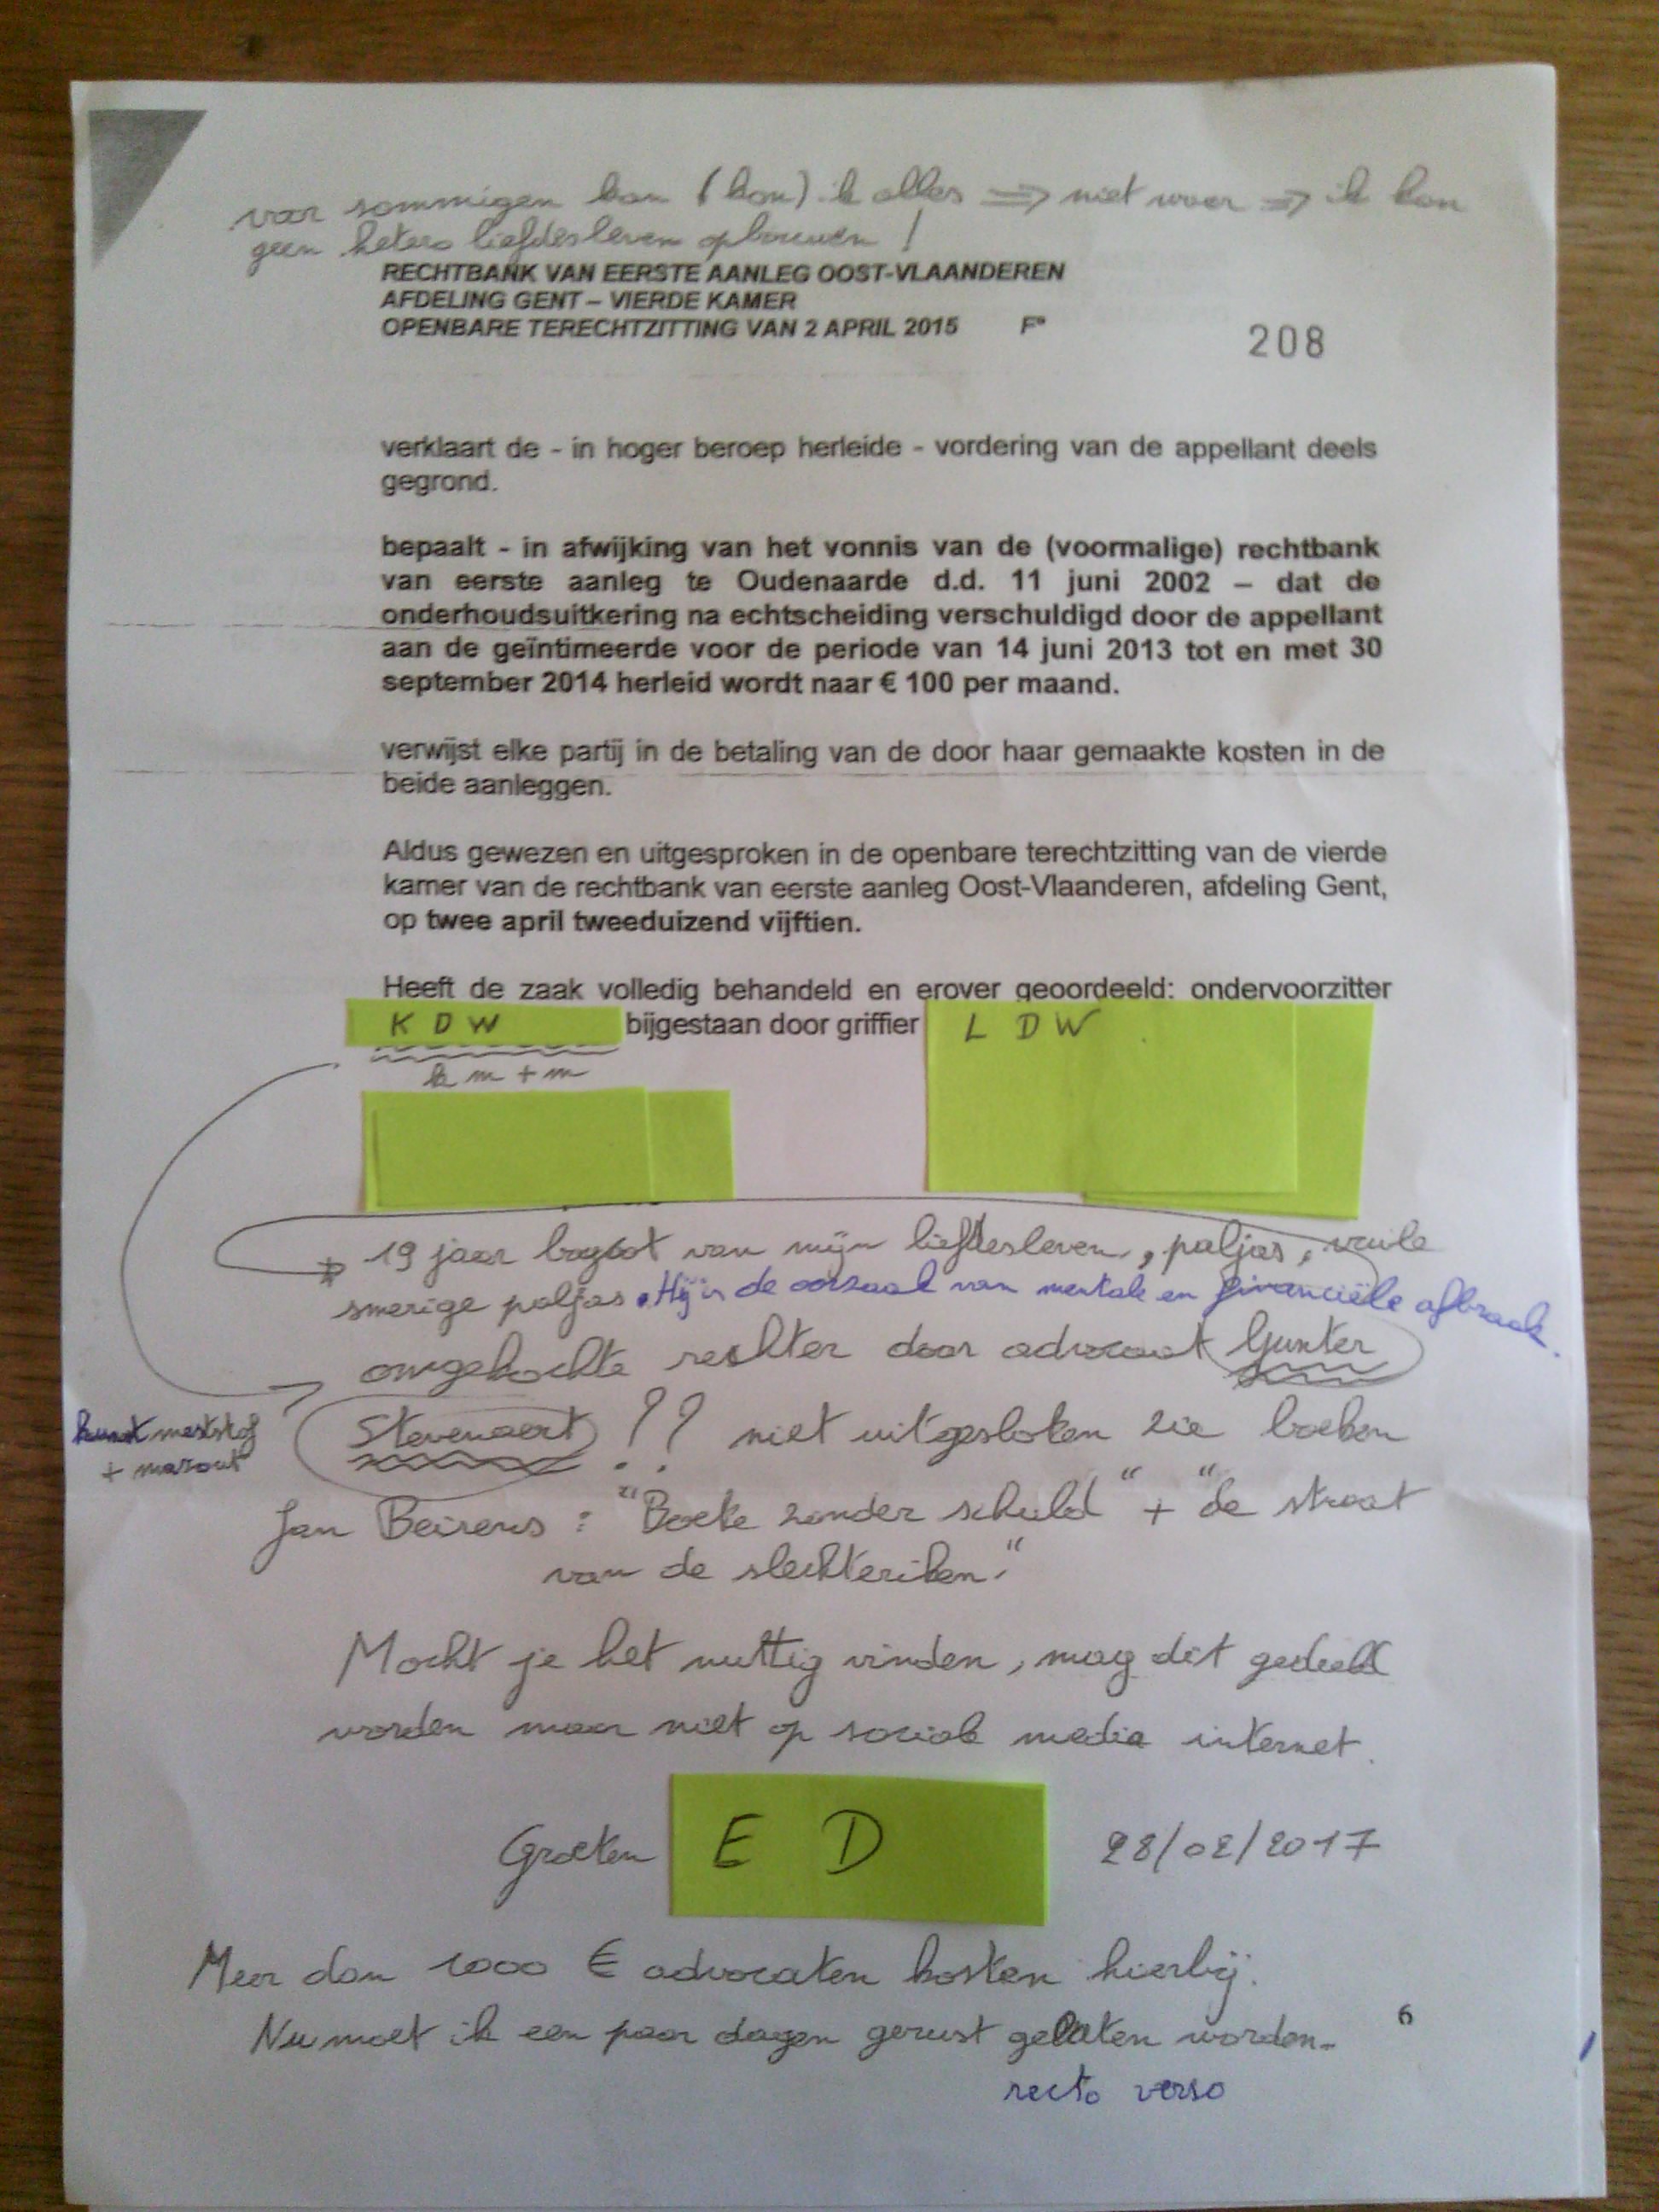 voor sommigen kan (kon) ik alles => niet waar => ik kon
geen hetero liefdesleven opbouwen !
RECHTBANK VAN EERSTE AANLEG OOST-VLAANDEREN
AFDELING GENT – VIERDE KAMER
OPENBARE TERECHTZITTING VAN 2 APRIL 2015 F°
208
verklaart de - in hoger beroep herleide - vordering van de appellant deels
gegrond.
bepaalt - in afwijking van het vonnis van de (voormalige) rechtbank
van eerste aanleg te Oudenaarde d.d. 11 juni 2002 – dat de
onderhoudsuitkering na echtscheiding verschuldigd door de appellant
aan de geïntimeerde voor de periode van 14 juni 2013 tot en met 30
september 2014 herleid wordt naar € 100 per maand.
verwijst elke partij in de betaling van de door haar gemaakte kosten in de
beide aanleggen.
Aldus gewezen en uitgesproken in de openbare terechtzitting van de vierde
kamer van de rechtbank van eerste aanleg Oost-Vlaanderen, afdeling Gent,
op twee april tweeduizend vijftien.
Heeft de zaak volledig behandeld en erover geoordeeld: ondervoorzitter
K D W bijgestaan door griffier L D W
k m + m
19 jaar van mijn liefdesleven, paljas, vuile
smerige paljas. Hij is de oorzaak van mentale en financiële afbraak.
omgekochte rechter door advocaat Gunter
Stevenaert ?? niet uitgesloten zie boeken
kunstmeststof
+ mazout
Jan Beirens : "Boete zonder schuld" + "de straat
van de slechteriken."
Mocht je het nuttig vinden, mag dit gedeeld
worden maar niet op sociale media internet.
Groeten E D 28/02/2017
Meer dan 1000 € advocaten kosten hierbij.
Nu moet ik een paar dagen gerust gelaten worden.
6
recto verso